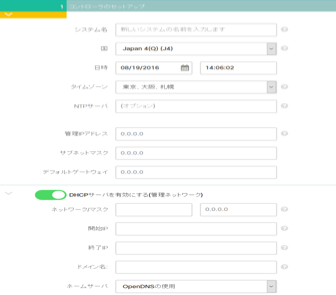 1 コントローラのセットアップ
システム名 新しいシステムの名前を入力します
国 Japan 4(Q) (J4)
日時 08/19/2016 14:06:02
タイムゾーン 東京、大阪、札幌
NTPサーバ (オプション)
管理IPアドレス 0.0.0.0
サブネットマスク 0.0.0.0
デフォルトゲートウェイ 0.0.0.0
DHCPサーバを有効にする(管理ネットワーク)
ネットワーク/マスク 0.0.0.0
開始IP
終了IP
ドメイン名:
ネームサーバ OpenDNSの使用